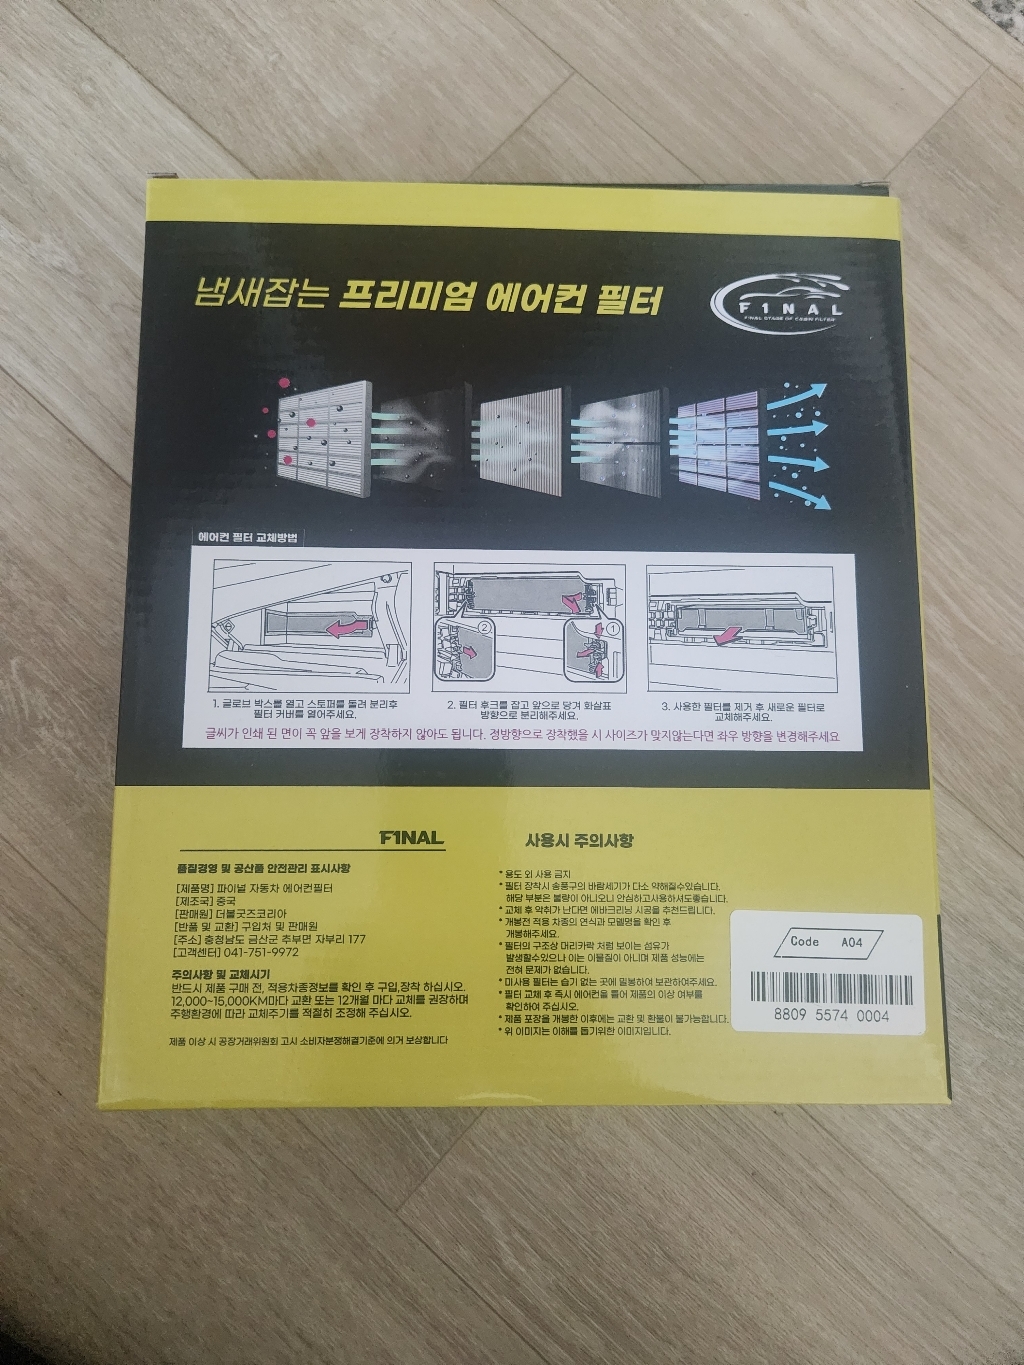 냄새잡는 프리미엄 에어컨 필터
F1NAL
FINAL STAGE OF CABIN FILTER
에어컨 필터 교체방법
2
1
1. 글로브 박스를 열고 스토퍼를 돌려 분리후
필터 커버를 열어주세요.
2. 필터 후크를 잡고 앞으로 당겨 화살표
방향으로 분리해주세요.
3. 사용한 필터를 제거 후 새로운 필터로
교체해주세요.
글씨가 인쇄 된 면이 꼭 앞을 보게 장착하지 않아도 됩니다. 정방향으로 장착했을 시 사이즈가 맞지않는다면 좌우 방향을 변경해주세요
F1NAL
품질경영 및 공산품 안전관리 표시사항
[제품명] 파이널 자동차 에어컨필터
[제조국] 중국
[판매원] 더블굿즈코리아
[반품 및 교환] 구입처 및 판매원
[주소] 충청남도 금산군 추부면 자부리 177
[고객센터] 041-751-9972
주의사항 및 교체시기
반드시 제품 구매 전, 적용차종정보를 확인 후 구입,장착 하십시오.
12,000~15,000KM마다 교환 또는 12개월 마다 교체를 권장하며
주행환경에 따라 교체주기를 적절히 조정해 주십시오.
제품 이상 시 공장거래위원회 고시 소비자분쟁해결기준에 의거 보상합니다
사용시 주의사항
* 용도 외 사용 금지
* 필터 장착시 송풍구의 바람세기가 다소 약해질수있습니다.
해당 부분은 불량이 아니오니 안심하고사용하셔도좋습니다.
* 교체 후 악취가 난다면 에바크리닝 시공을 추천드립니다.
* 개봉전 적용 차종의 연식과 모델명을 확인 후
개봉해주세요.
* 필터의 구조상 머리카락 처럼 보이는 섬유가
발생할수있으나 이는 이물질이 아니며 제품 성능에는
전혀 문제가 없습니다.
* 미사용 필터는 습기 없는 곳에 밀봉하여 보관하여주세요.
* 필터 교체 후 즉시 에어컨을 틀어 제품의 이상 여부를
확인하여 주십시오.
* 제품 포장을 개봉한 이후에는 교환 및 환불이 불가능합니다.
* 위 이미지는 이해를 돕기위한 이미지입니다.
Code A04
8809 5574 0004